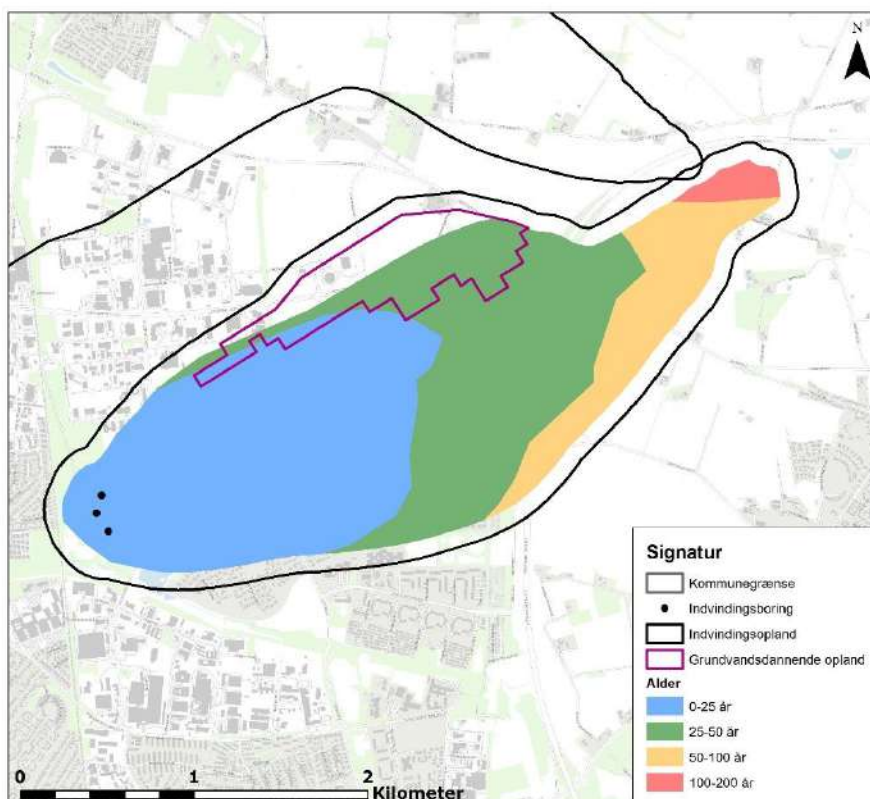 N
Signatur
Kommunegrænse
Indvindingsboring
Indvindingsopland
Grundvandsdannende opland
Alder
0-25 år
25-50 år
50-100 år
100-200 år
0 1 2
Kilometer